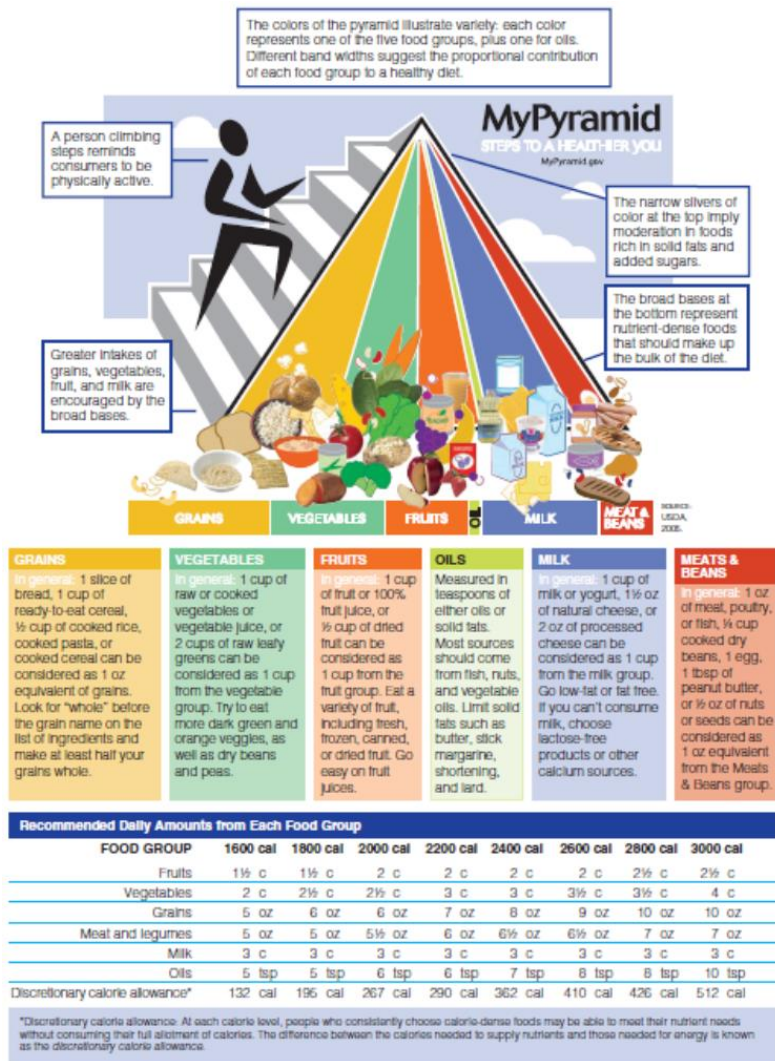 The colors of the pyramid illustrate variety: each color
represents one of the five food groups, plus one for oils.
Different band widths suggest the proportional contribution
of each food group to a healthy diet.
MyPyramid
STEPS TO A HEALTHIER YOU
MyPyramid.gov
A person climbing
steps reminds
consumers to be
physically active.
The narrow slivers of
color at the top imply
moderation in foods
rich in solid fats and
added sugars.
The broad bases at
the bottom represent
nutrient-dense foods
that should make up
the bulk of the diet.
Greater intakes of
grains, vegetables,
fruit, and milk are
encouraged by the
broad bases.
GRAINS VEGETABLES FRUITS OIL MILK MEAT & BEANS
SOURCE:
USDA,
2005.
GRAINS
In general: 1 slice of
bread, 1 cup of
ready-to-eat cereal,
½ cup of cooked rice,
cooked pasta, or
cooked cereal can be
considered as 1 oz
equivalent of grains.
Look for "whole" before
the grain name on the
list of ingredients and
make at least half your
grains whole.
VEGETABLES
In general: 1 cup of
raw or cooked
vegetables or
vegetable juice, or
2 cups of raw leafy
greens can be
considered as 1 cup
from the vegetable
group. Try to eat
more dark green and
orange veggies, as
well as dry beans
and peas.
FRUITS
In general: 1 cup
of fruit or 100%
fruit juice, or
½ cup of dried
fruit can be
considered as
1 cup from the
fruit group. Eat a
variety of fruit,
including fresh,
frozen, canned,
or dried fruit. Go
easy on fruit
juices.
OILS
Measured in
teaspoons of
either oils or
solid fats.
Most sources
should come
from fish, nuts,
and vegetable
oils. Limit solid
fats such as
butter, stick
margarine,
shortening,
and lard.
MILK
In general: 1 cup of
milk or yogurt, 1½ oz
of natural cheese, or
2 oz of processed
cheese can be
considered as 1 cup
from the milk group.
Go low-fat or fat free.
If you can't consume
milk, choose
lactose-free
products or other
calcium sources.
MEATS &
BEANS
In general: 1 oz
of meat, poultry,
or fish, ¼ cup
cooked dry
beans, 1 egg,
1 tbsp of
peanut butter,
or ½ oz of nuts
or seeds can be
considered as
1 oz equivalent
from the Meats
& Beans group.
Recommended Daily Amounts from Each Food Group
FOOD GROUP 1600 cal 1800 cal 2000 cal 2200 cal 2400 cal 2600 cal 2800 cal 3000 cal
Fruits 1½ c 1½ c 2 c 2 c 2 c 2 c 2½ c 2½ c
Vegetables 2 c 2½ c 2½ c 3 c 3 c 3½ c 3½ c 4 c
Grains 5 oz 6 oz 6 oz 7 oz 8 oz 9 oz 10 oz 10 oz
Meat and legumes 5 oz 5 oz 5½ oz 6 oz 6½ oz 6½ oz 7 oz 7 oz
Milk 3 c 3 c 3 c 3 c 3 c 3 c 3 c 3 c
Oils 5 tsp 5 tsp 6 tsp 6 tsp 7 tsp 8 tsp 8 tsp 10 tsp
Discretionary calorie allowance* 132 cal 195 cal 267 cal 290 cal 362 cal 410 cal 426 cal 512 cal
*Discretionary calorie allowance: At each calorie level, people who consistently choose calorie-dense foods may be able to meet their nutrient needs
without consuming their full allotment of calories. The difference between the calories needed to supply nutrients and those needed for energy is known
as the discretionary calorie allowance.